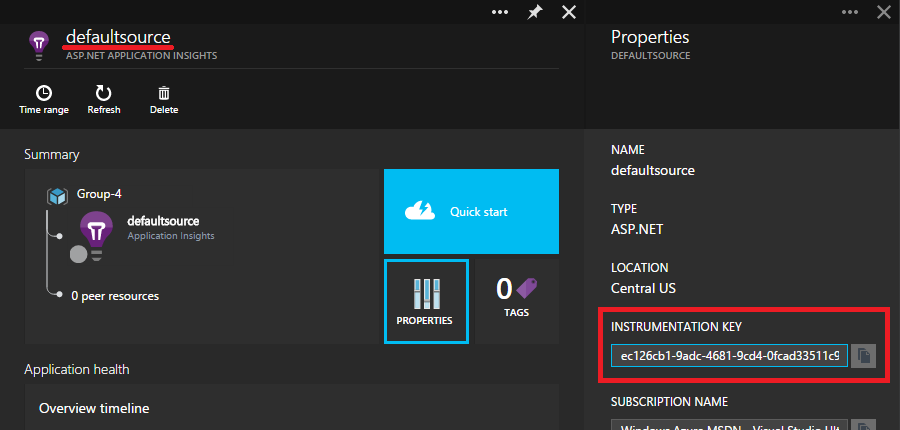 defaultsource
ASP.NET APPLICATION INSIGHTS
Time range
Refresh
Delete
Summary
Group-4
defaultsource
Application Insights
0 peer resources
Quick start
PROPERTIES
0
TAGS
Application health
Overview timeline
Properties
DEFAULTSOURCE
NAME
defaultsource
TYPE
ASP.NET
LOCATION
Central US
INSTRUMENTATION KEY
ec126cb1-9adc-4681-9cd4-0fcad33511c9
SUBSCRIPTION NAME
Windows Azure MSDN - Visual Studio Ult